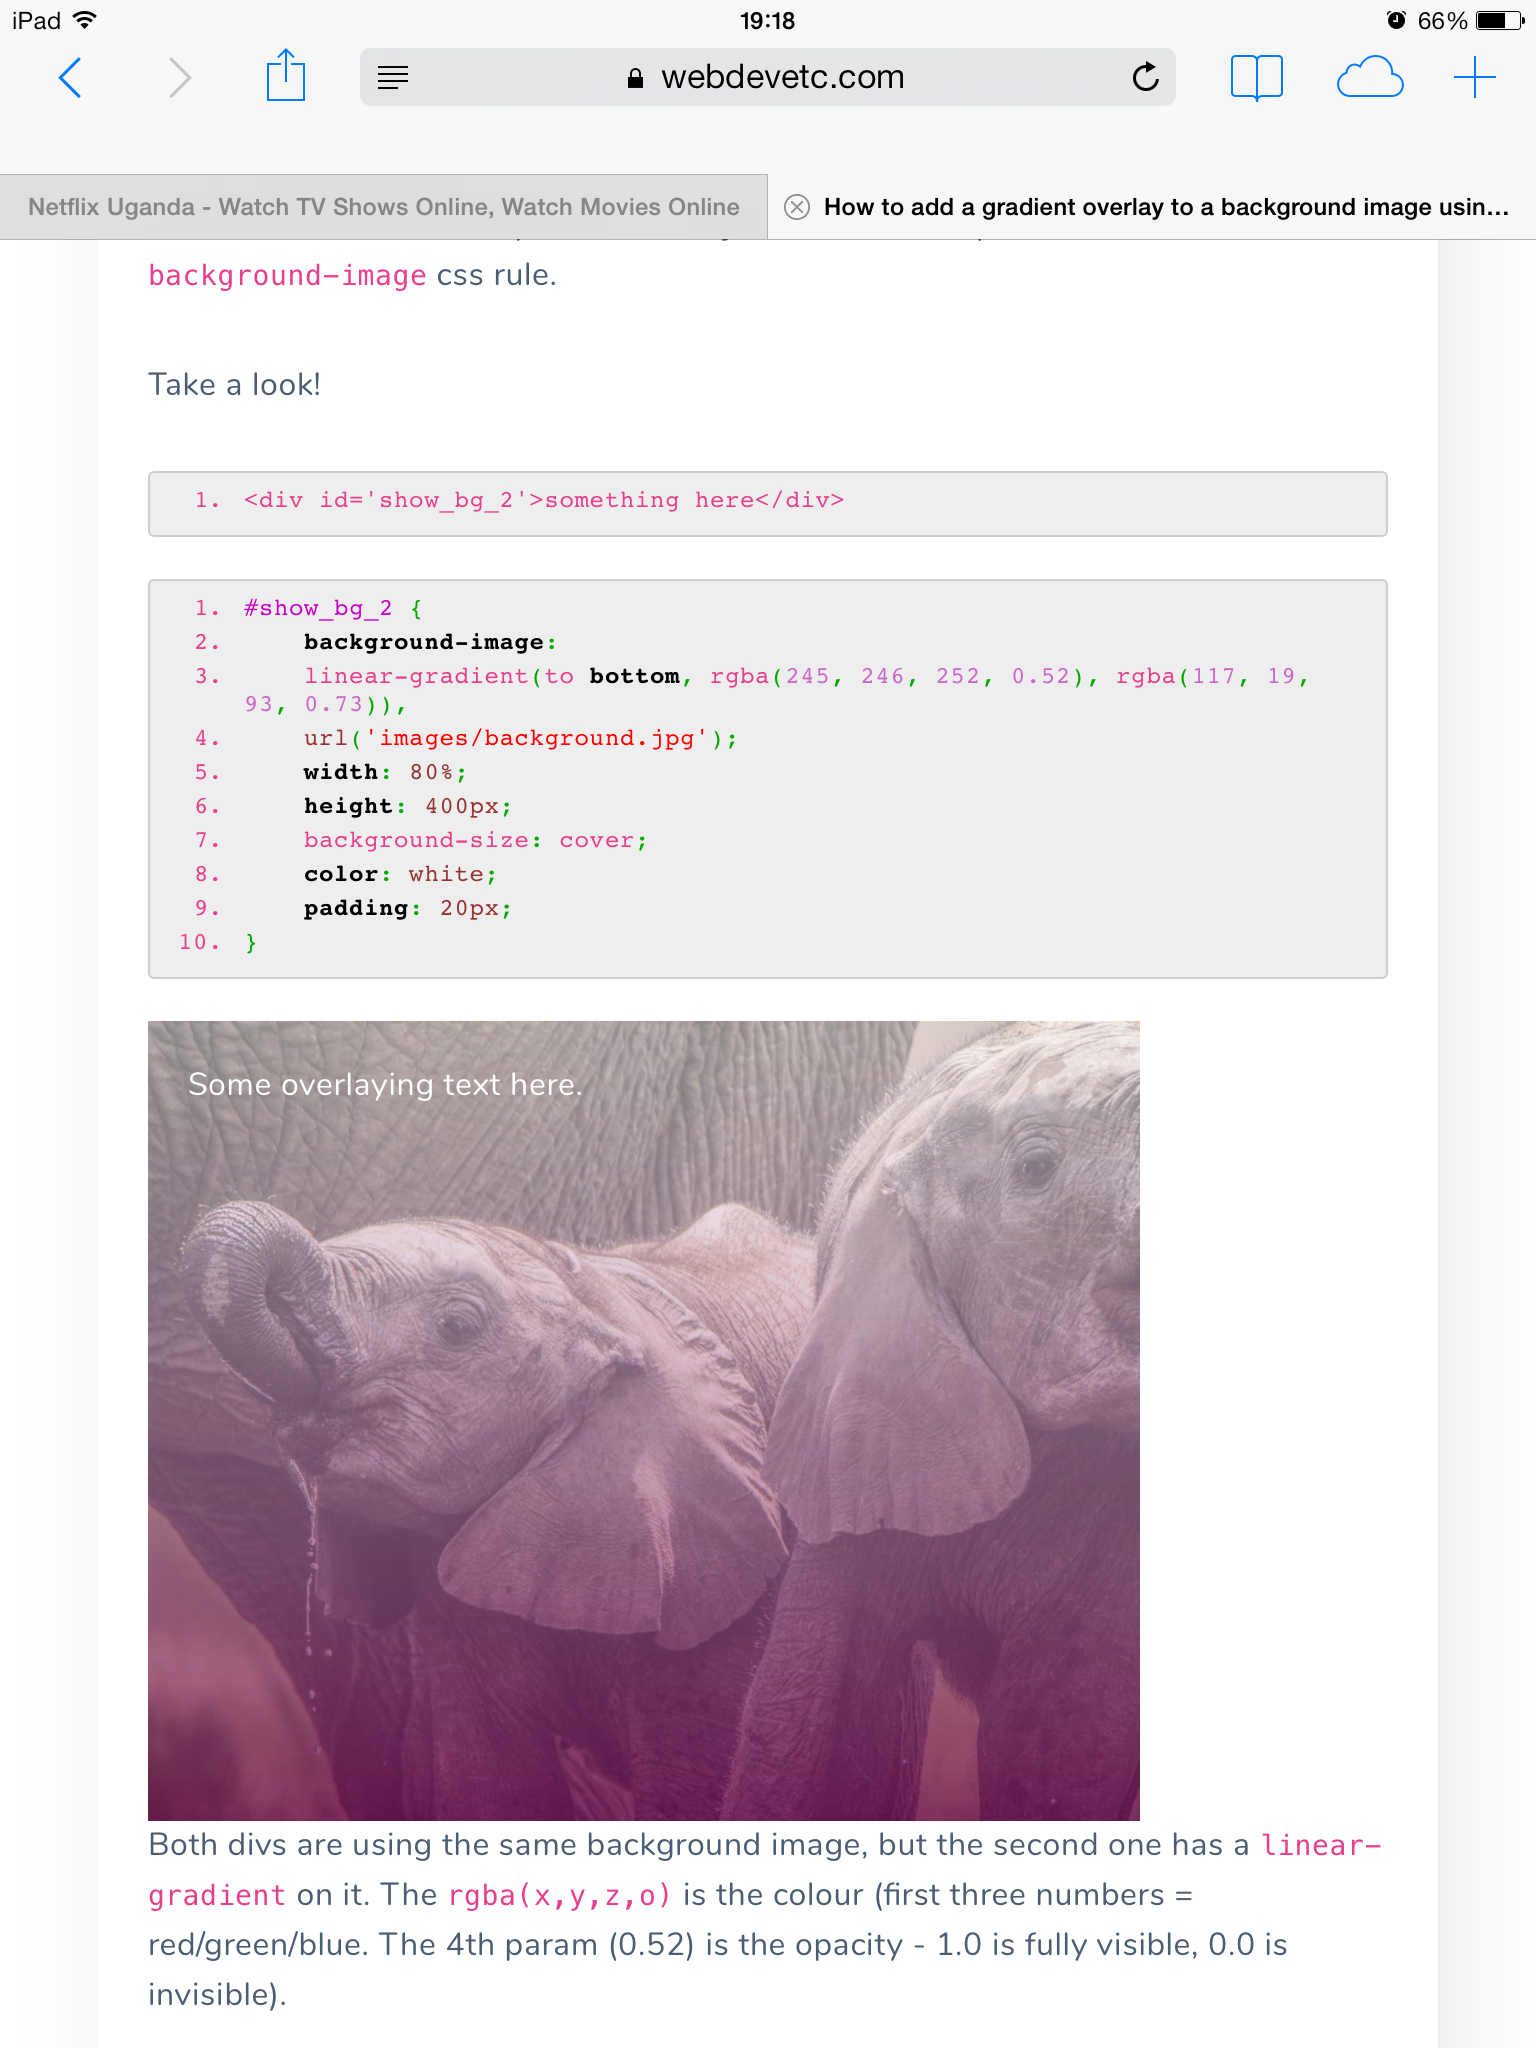 iPad 19:18 66%
webdevetc.com
Netflix Uganda - Watch TV Shows Online, Watch Movies Online
How to add a gradient overlay to a background image usin...
background-image css rule.
Take a look!
1. <div id='show_bg_2'>something here</div>
1. #show_bg_2 {
2. background-image:
3. linear-gradient(to bottom, rgba(245, 246, 252, 0.52), rgba(117, 19,
93, 0.73)),
4. url('images/background.jpg');
5. width: 80%;
6. height: 400px;
7. background-size: cover;
8. color: white;
9. padding: 20px;
10. }
Some overlaying text here.
Both divs are using the same background image, but the second one has a linear-
gradient on it. The rgba(x,y,z,o) is the colour (first three numbers =
red/green/blue. The 4th param (0.52) is the opacity - 1.0 is fully visible, 0.0 is
invisible).